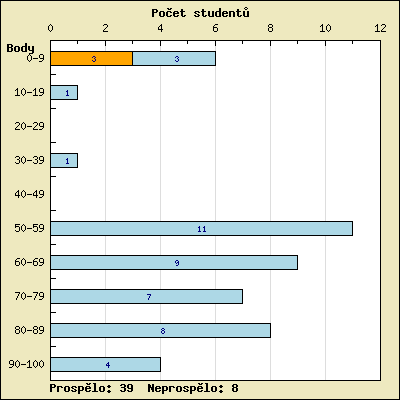 Počet studentů
0 2 4 6 8 10 12
Body
0-9 3 3
10-19 1
20-29
30-39 1
40-49
50-59 11
60-69 9
70-79 7
80-89 8
90-100 4
Prospělo: 39 Neprospělo: 8